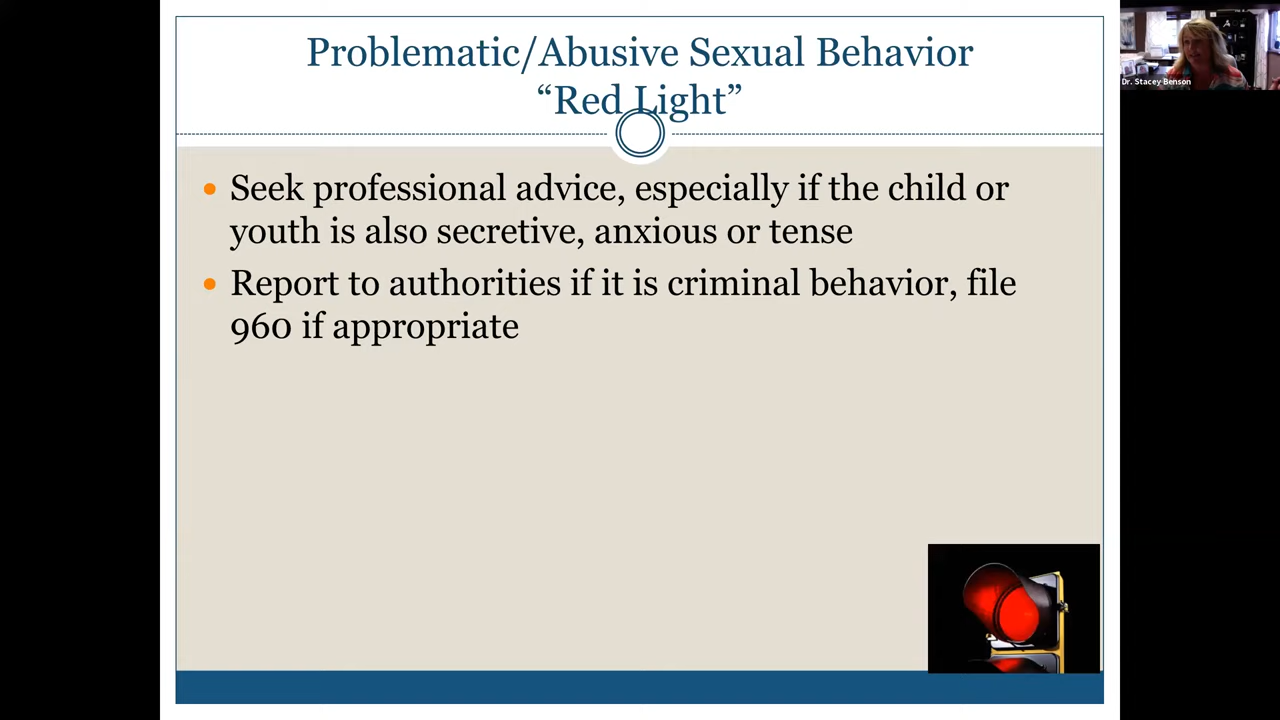 Problematic/Abusive Sexual Behavior
“Red Light”
Dr. Stacey Benson
• Seek professional advice, especially if the child or
youth is also secretive, anxious or tense
• Report to authorities if it is criminal behavior, file
960 if appropriate